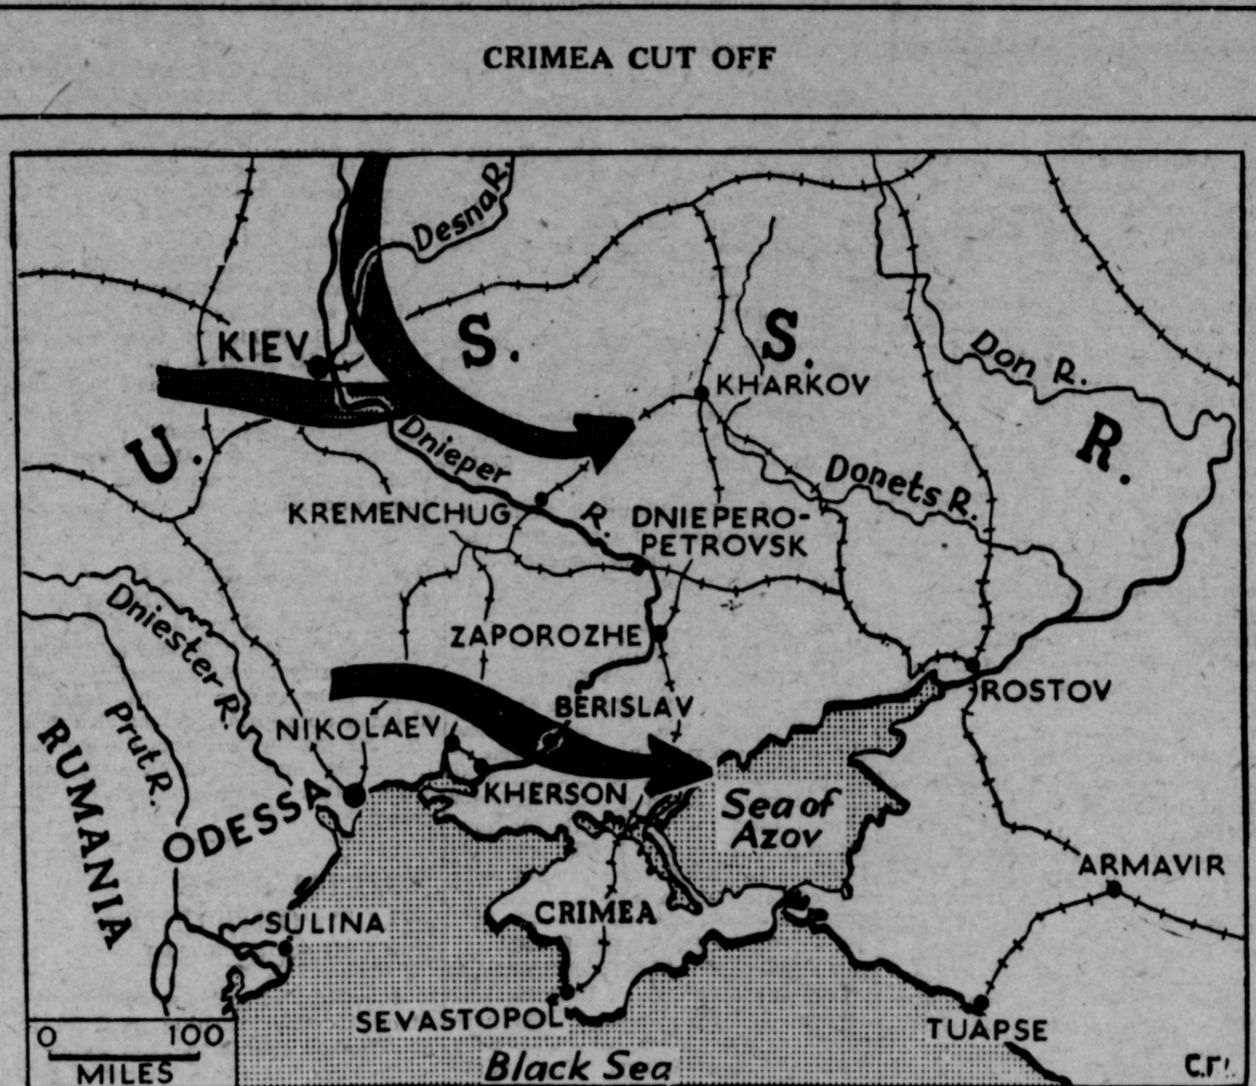 CRIMEA CUT OFF
Desna R.
KIEV
U. S. S. R.
Don R.
KHARKOV
Dnieper R.
Donets R.
KREMENCHUG
DNIEPERO-
PETROVSK
Dniester R.
ZAPOROZHE
Prut R.
BERISLAV
ROSTOV
NIKOLAEV
RUMANIA
KHERSON
ODESSA
Sea of
Azov
ARMAVIR
CRIMEA
SULINA
SEVASTOPOL
TUAPSE
0 100
MILES
Black Sea